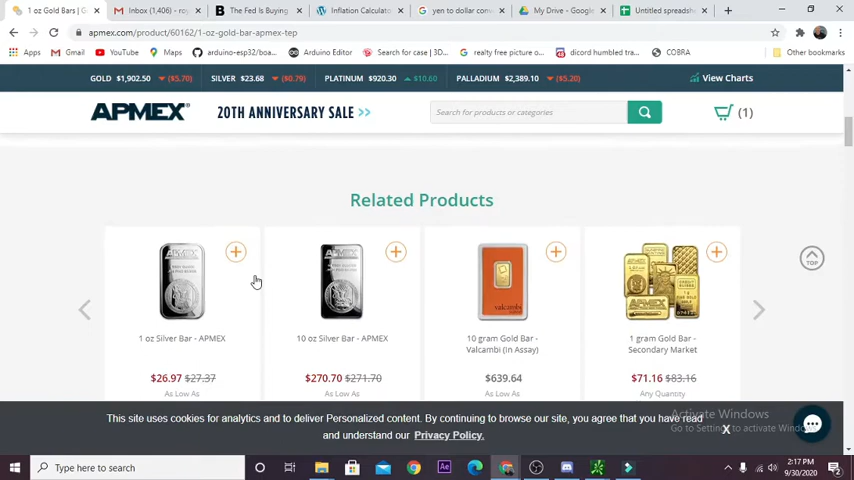 1 oz Gold Bars | G
Inbox (1,406) - roy
The Fed Is Buying
Inflation Calculato
yen to dollar conv
My Drive - Google
Untitled spreadsh
apmex.com/product/60162/1-oz-gold-bar-apmex-tep
Apps
Gmail
YouTube
Maps
arduino-esp32/boa...
Arduino Editor
Search for case | 3D...
realty free picture o...
dicord humbled tra...
COBRA
Other bookmarks
GOLD $1,902.50 ($5.70)
SILVER $23.68 ($0.79)
PLATINUM $920.30 $10.60
PALLADIUM $2,389.10 ($5.20)
View Charts
APMEX
20TH ANNIVERSARY SALE >>
Search for products or categories
(1)
Related Products
TOP
1 oz Silver Bar - APMEX
$26.97 $27.37
As Low As
10 oz Silver Bar - APMEX
$270.70 $271.70
As Low As
10 gram Gold Bar -
Valcambi (In Assay)
$639.64
As Low As
1 gram Gold Bar -
Secondary Market
$71.16 $83.16
Any Quantity
This site uses cookies for analytics and to deliver Personalized content. By continuing to browse our site, you agree that you have read
and understand our Privacy Policy.
X
Activate Windows
Go to Settings to activate Windows.
Type here to search
2:17 PM
9/30/2020
2